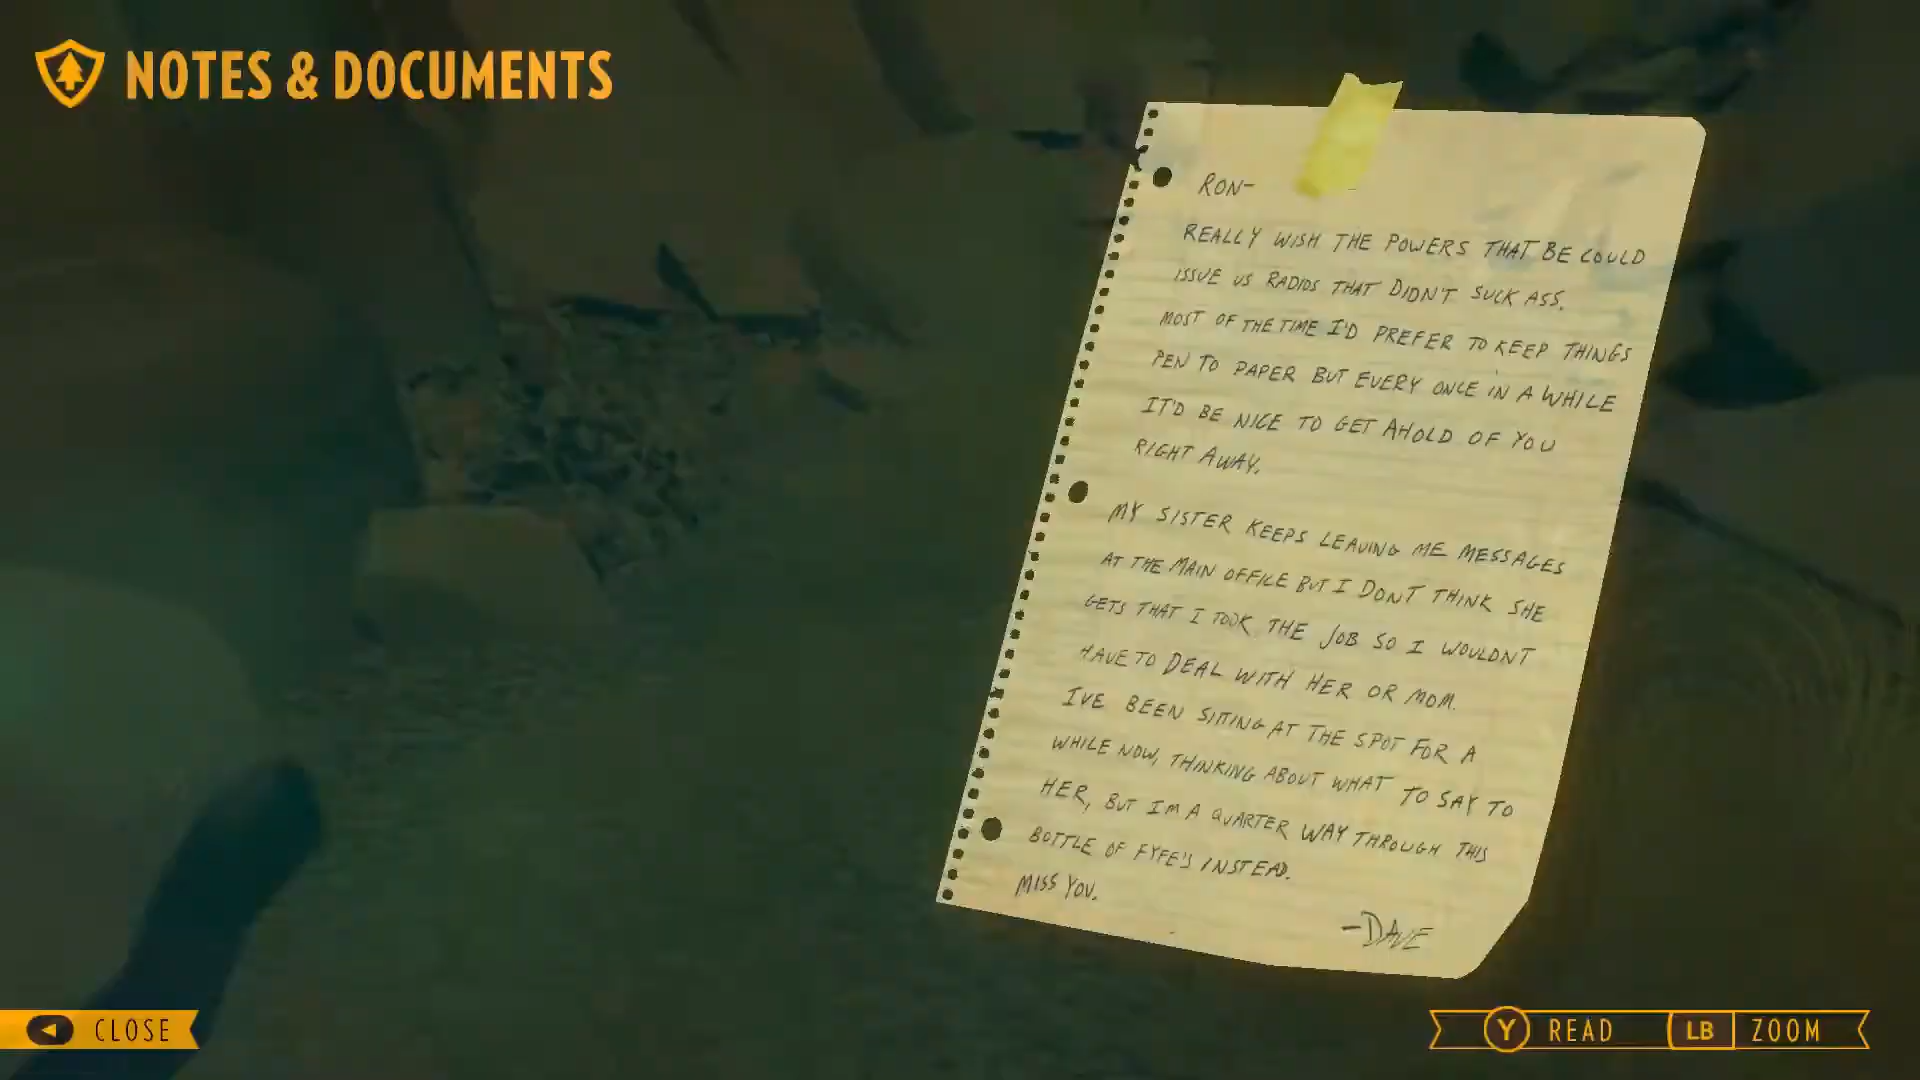 NOTES & DOCUMENTS
RON-
REALLY WISH THE POWERS THAT BE COULD
ISSUE US RADIOS THAT DIDN'T SUCK ASS.
MOST OF THE TIME I'D PREFER TO KEEP THINGS
PEN TO PAPER BUT EVERY ONCE IN A WHILE
IT'D BE NICE TO GET AHOLD OF YOU
RIGHT AWAY.
MY SISTER KEEPS LEAVING ME MESSAGES
AT THE MAIN OFFICE BUT I DONT THINK SHE
GETS THAT I TOOK THE JOB SO I WOULDNT
HAVE TO DEAL WITH HER OR MOM.
IVE BEEN SITTING AT THE SPOT FOR A
WHILE NOW, THINKING ABOUT WHAT TO SAY TO
HER, BUT IM A QUARTER WAY THROUGH THIS
BOTTLE OF FYFE'S INSTEAD.
MISS YOU.
-DAVE
CLOSE
Y READ LB ZOOM